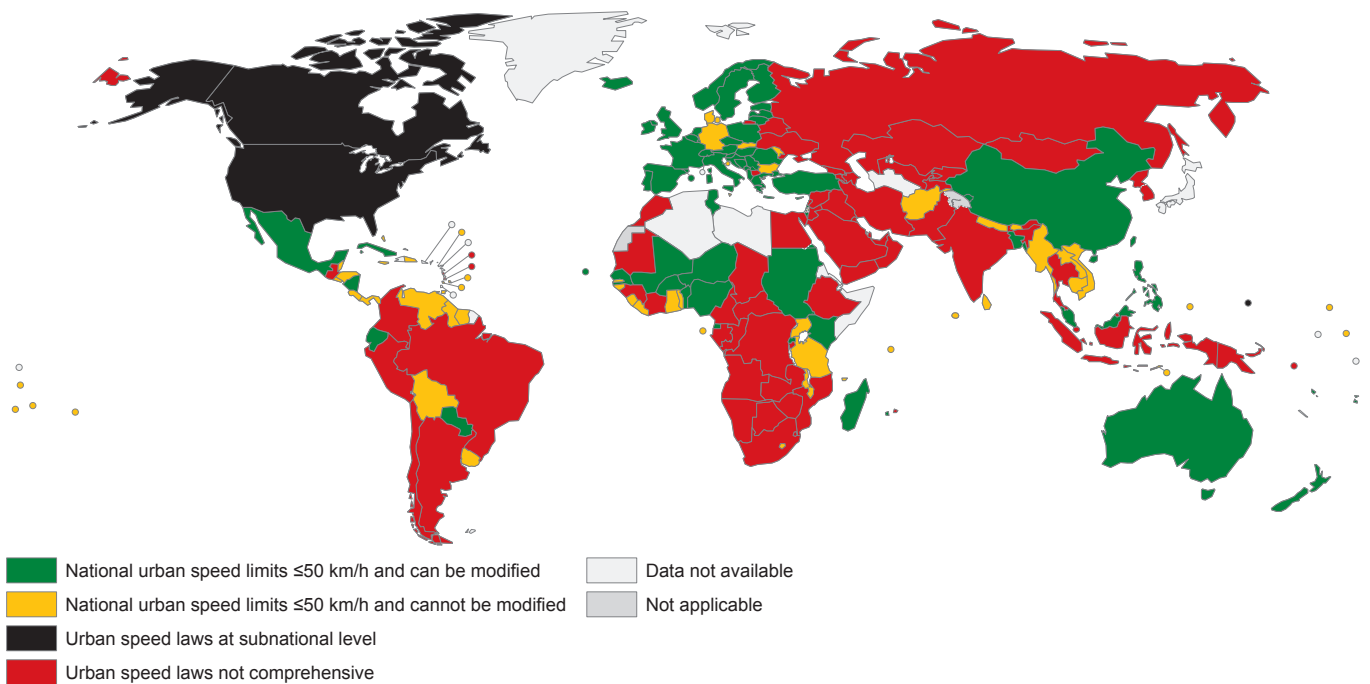 National urban speed limits ≤50 km/h and can be modified
National urban speed limits ≤50 km/h and cannot be modified
Urban speed laws at subnational level
Urban speed laws not comprehensive
Data not available
Not applicable